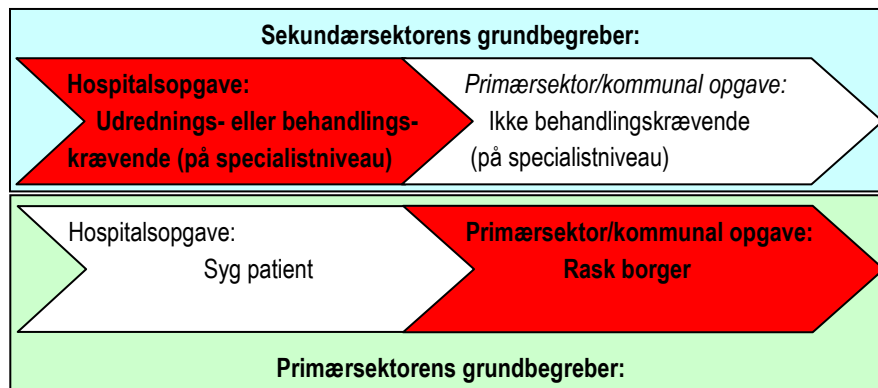 Sekundærsektorens grundbegreber:
Hospitalsopgave:
Udrednings- eller behandlings-
krævende (på specialistniveau)
Primærsektor/kommunal opgave:
Ikke behandlingskrævende
(på specialistniveau)
Hospitalsopgave:
Syg patient
Primærsektor/kommunal opgave:
Rask borger
Primærsektorens grundbegreber: